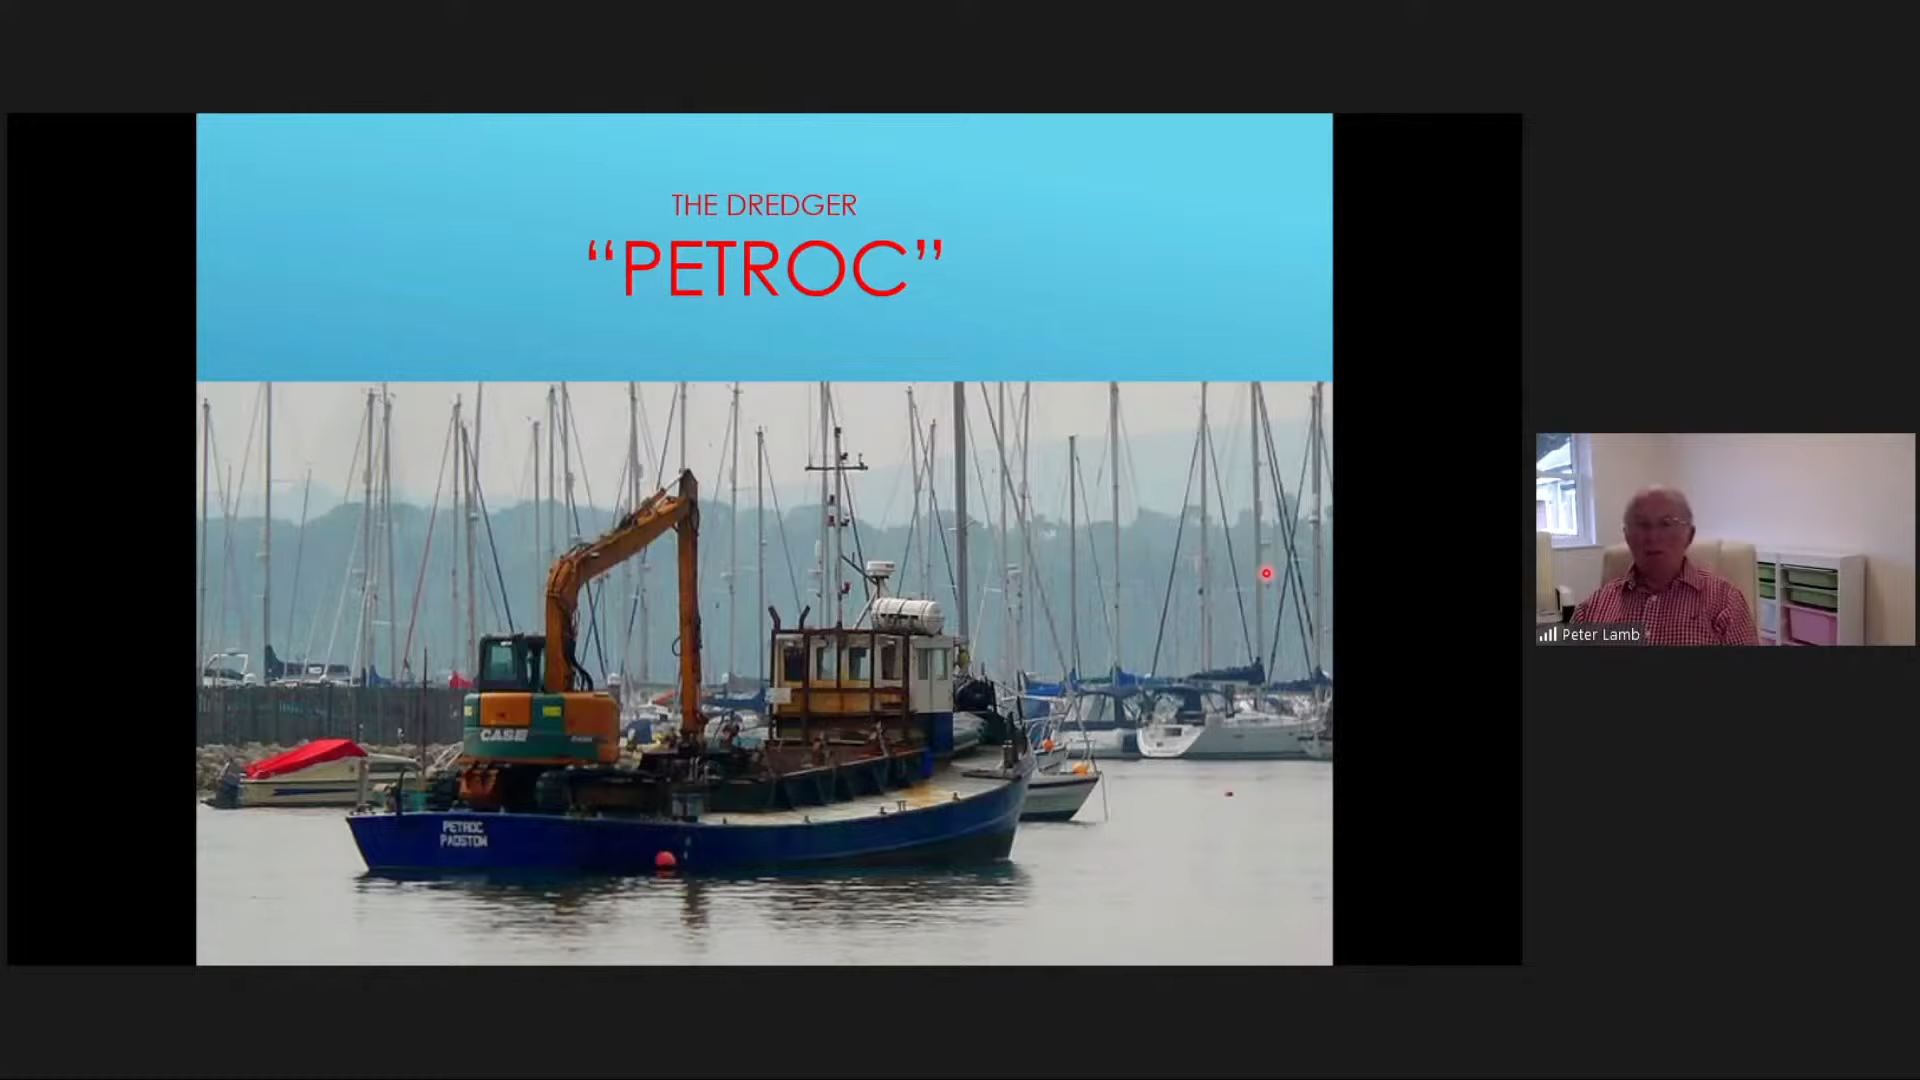 THE DREDGER
“PETROC”
CASE
PETROC
PADSTOW
Peter Lamb